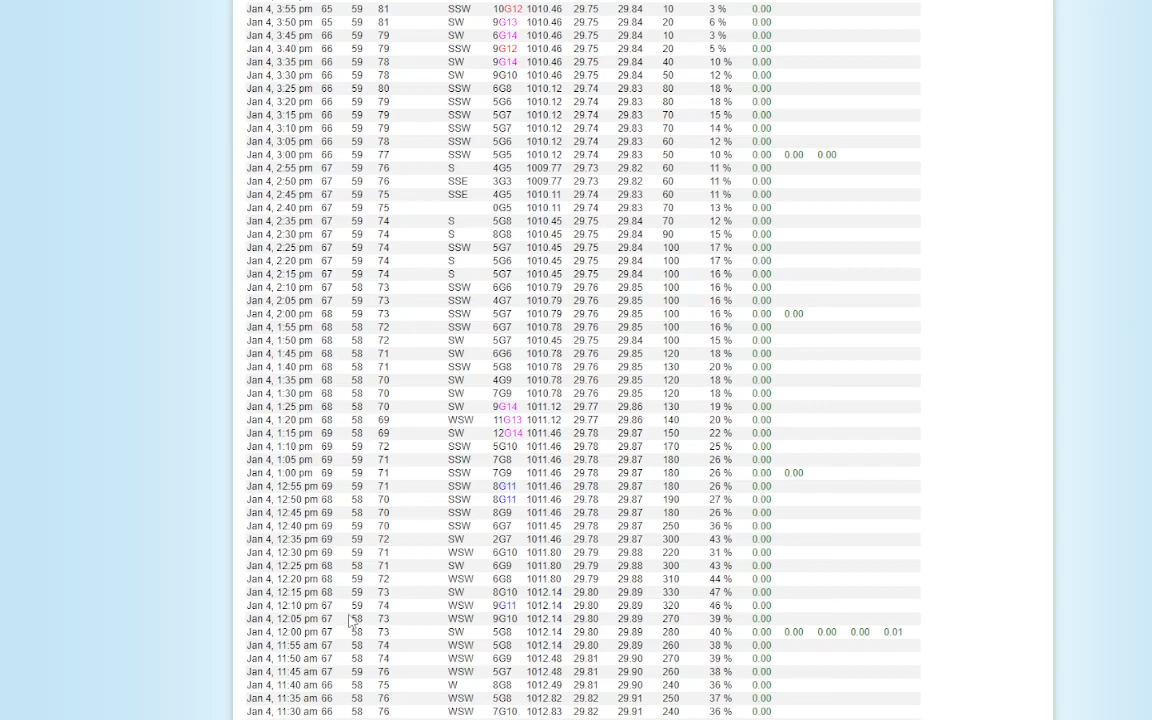 Jan 4, 3:55 pm 65 59 81 SSW 10G12 1010.46 29.75 29.84 10 3 % 0.00
Jan 4, 3:50 pm 65 59 81 SSW 9G13 1010.46 29.75 29.84 20 6 % 0.00
Jan 4, 3:45 pm 66 59 79 SW 6G14 1010.46 29.75 29.84 10 3 % 0.00
Jan 4, 3:40 pm 66 59 79 SSW 9G12 1010.46 29.75 29.84 20 5 % 0.00
Jan 4, 3:35 pm 66 59 78 SW 9G14 1010.46 29.75 29.84 40 10 % 0.00
Jan 4, 3:30 pm 66 59 78 SW 9G10 1010.46 29.75 29.84 50 12 % 0.00
Jan 4, 3:25 pm 66 59 80 SSW 6G8 1010.12 29.74 29.83 80 18 % 0.00
Jan 4, 3:20 pm 66 59 79 SSW 5G6 1010.12 29.74 29.83 80 18 % 0.00
Jan 4, 3:15 pm 66 59 79 SSW 5G7 1010.12 29.74 29.83 70 15 % 0.00
Jan 4, 3:10 pm 66 59 79 SSW 5G7 1010.12 29.74 29.83 70 14 % 0.00
Jan 4, 3:05 pm 66 59 78 SSW 5G6 1010.12 29.74 29.83 60 12 % 0.00
Jan 4, 3:00 pm 66 59 77 SSW 5G5 1010.12 29.74 29.83 50 10 % 0.00 0.00 0.00
Jan 4, 2:55 pm 67 59 76 S 4G5 1009.77 29.73 29.82 60 11 % 0.00
Jan 4, 2:50 pm 67 59 76 SSE 3G3 1009.77 29.73 29.82 60 11 % 0.00
Jan 4, 2:45 pm 67 59 75 SSE 4G5 1010.11 29.74 29.83 60 11 % 0.00
Jan 4, 2:40 pm 67 59 75 0G5 1010.11 29.74 29.83 70 13 % 0.00
Jan 4, 2:35 pm 67 59 74 S 5G8 1010.45 29.75 29.84 70 12 % 0.00
Jan 4, 2:30 pm 67 59 74 S 8G8 1010.45 29.75 29.84 90 15 % 0.00
Jan 4, 2:25 pm 67 59 74 SSW 5G7 1010.45 29.75 29.84 100 17 % 0.00
Jan 4, 2:20 pm 67 59 74 S 5G6 1010.45 29.75 29.84 100 17 % 0.00
Jan 4, 2:15 pm 67 59 74 S 5G7 1010.45 29.75 29.84 100 16 % 0.00
Jan 4, 2:10 pm 67 58 73 SSW 6G6 1010.79 29.76 29.85 100 16 % 0.00
Jan 4, 2:05 pm 67 59 73 SSW 4G7 1010.79 29.76 29.85 100 16 % 0.00
Jan 4, 2:00 pm 68 59 73 SSW 5G7 1010.79 29.76 29.85 100 16 % 0.00 0.00
Jan 4, 1:55 pm 68 58 72 SSW 6G7 1010.78 29.76 29.85 100 16 % 0.00
Jan 4, 1:50 pm 68 58 72 SW 5G7 1010.45 29.75 29.84 100 15 % 0.00
Jan 4, 1:45 pm 68 58 71 SW 6G6 1010.78 29.76 29.85 120 18 % 0.00
Jan 4, 1:40 pm 68 58 71 SSW 5G8 1010.78 29.76 29.85 130 20 % 0.00
Jan 4, 1:35 pm 68 58 70 SW 4G9 1010.78 29.76 29.85 120 18 % 0.00
Jan 4, 1:30 pm 68 58 70 SW 7G9 1010.78 29.76 29.85 120 18 % 0.00
Jan 4, 1:25 pm 68 58 70 SW 9G14 1011.12 29.77 29.86 130 19 % 0.00
Jan 4, 1:20 pm 68 58 69 WSW 11G13 1011.12 29.77 29.86 140 20 % 0.00
Jan 4, 1:15 pm 69 58 69 SW 12G14 1011.46 29.78 29.87 150 22 % 0.00
Jan 4, 1:10 pm 69 59 72 SSW 5G10 1011.46 29.78 29.87 170 25 % 0.00
Jan 4, 1:05 pm 69 59 71 SSW 7G8 1011.46 29.78 29.87 180 26 % 0.00
Jan 4, 1:00 pm 69 59 71 SSW 7G9 1011.46 29.78 29.87 180 26 % 0.00 0.00
Jan 4, 12:55 pm 69 59 71 SSW 8G11 1011.46 29.78 29.87 180 26 % 0.00
Jan 4, 12:50 pm 69 58 70 SSW 8G11 1011.46 29.78 29.87 190 27 % 0.00
Jan 4, 12:45 pm 69 58 70 SSW 8G9 1011.46 29.78 29.87 180 26 % 0.00
Jan 4, 12:40 pm 69 59 70 SSW 6G7 1011.45 29.78 29.87 250 36 % 0.00
Jan 4, 12:35 pm 69 59 72 SW 2G7 1011.46 29.78 29.87 300 43 % 0.00
Jan 4, 12:30 pm 69 59 71 WSW 6G10 1011.80 29.79 29.88 220 31 % 0.00
Jan 4, 12:25 pm 68 58 71 SW 6G9 1011.80 29.79 29.88 300 43 % 0.00
Jan 4, 12:20 pm 68 59 72 WSW 6G8 1011.80 29.79 29.88 310 44 % 0.00
Jan 4, 12:15 pm 68 59 73 SW 8G10 1012.14 29.80 29.89 330 47 % 0.00
Jan 4, 12:10 pm 67 59 74 WSW 9G11 1012.14 29.80 29.89 320 46 % 0.00
Jan 4, 12:05 pm 67 58 73 WSW 9G10 1012.14 29.80 29.89 270 39 % 0.00
Jan 4, 12:00 pm 67 58 73 SW 5G8 1012.14 29.80 29.89 280 40 % 0.00 0.00 0.00 0.00 0.01
Jan 4, 11:55 am 67 58 74 WSW 5G8 1012.14 29.80 29.89 260 38 % 0.00
Jan 4, 11:50 am 67 58 74 WSW 6G9 1012.48 29.81 29.90 270 39 % 0.00
Jan 4, 11:45 am 67 59 76 WSW 5G7 1012.48 29.81 29.90 260 38 % 0.00
Jan 4, 11:40 am 66 58 75 W 8G8 1012.49 29.81 29.90 240 36 % 0.00
Jan 4, 11:35 am 66 58 76 WSW 5G8 1012.82 29.82 29.91 250 37 % 0.00
Jan 4, 11:30 am 66 58 76 WSW 7G10 1012.83 29.82 29.91 240 36 % 0.00